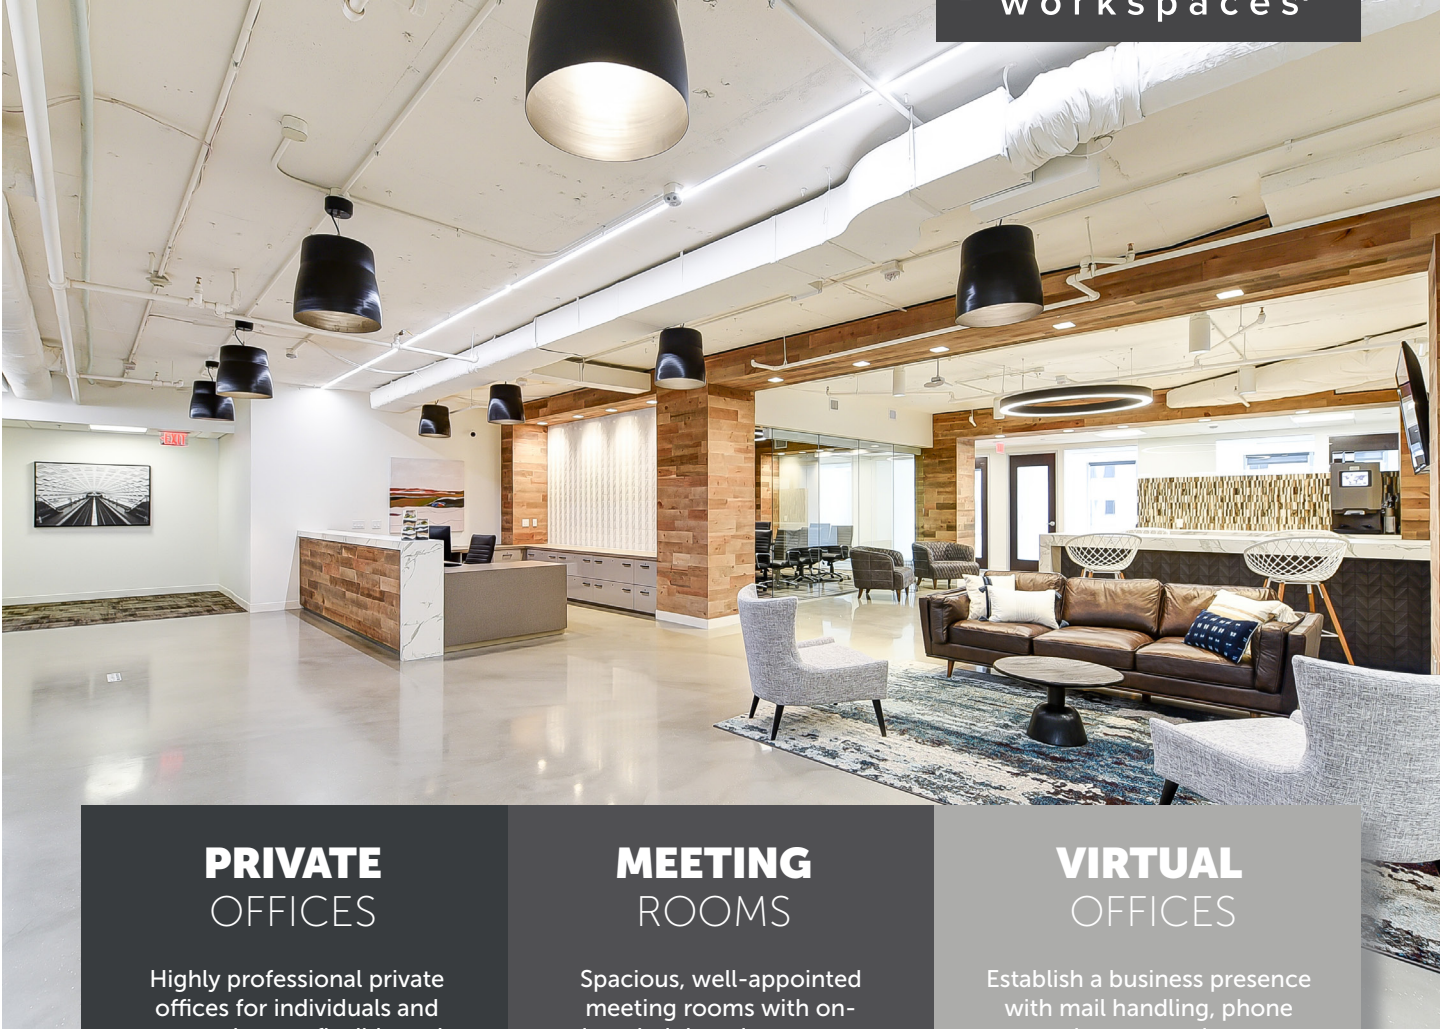 workspaces
EXIT
PRIVATE
OFFICES
MEETING
ROOMS
VIRTUAL
OFFICES
Highly professional private
offices for individuals and
Spacious, well-appointed
meeting rooms with on-
Establish a business presence
with mail handling, phone